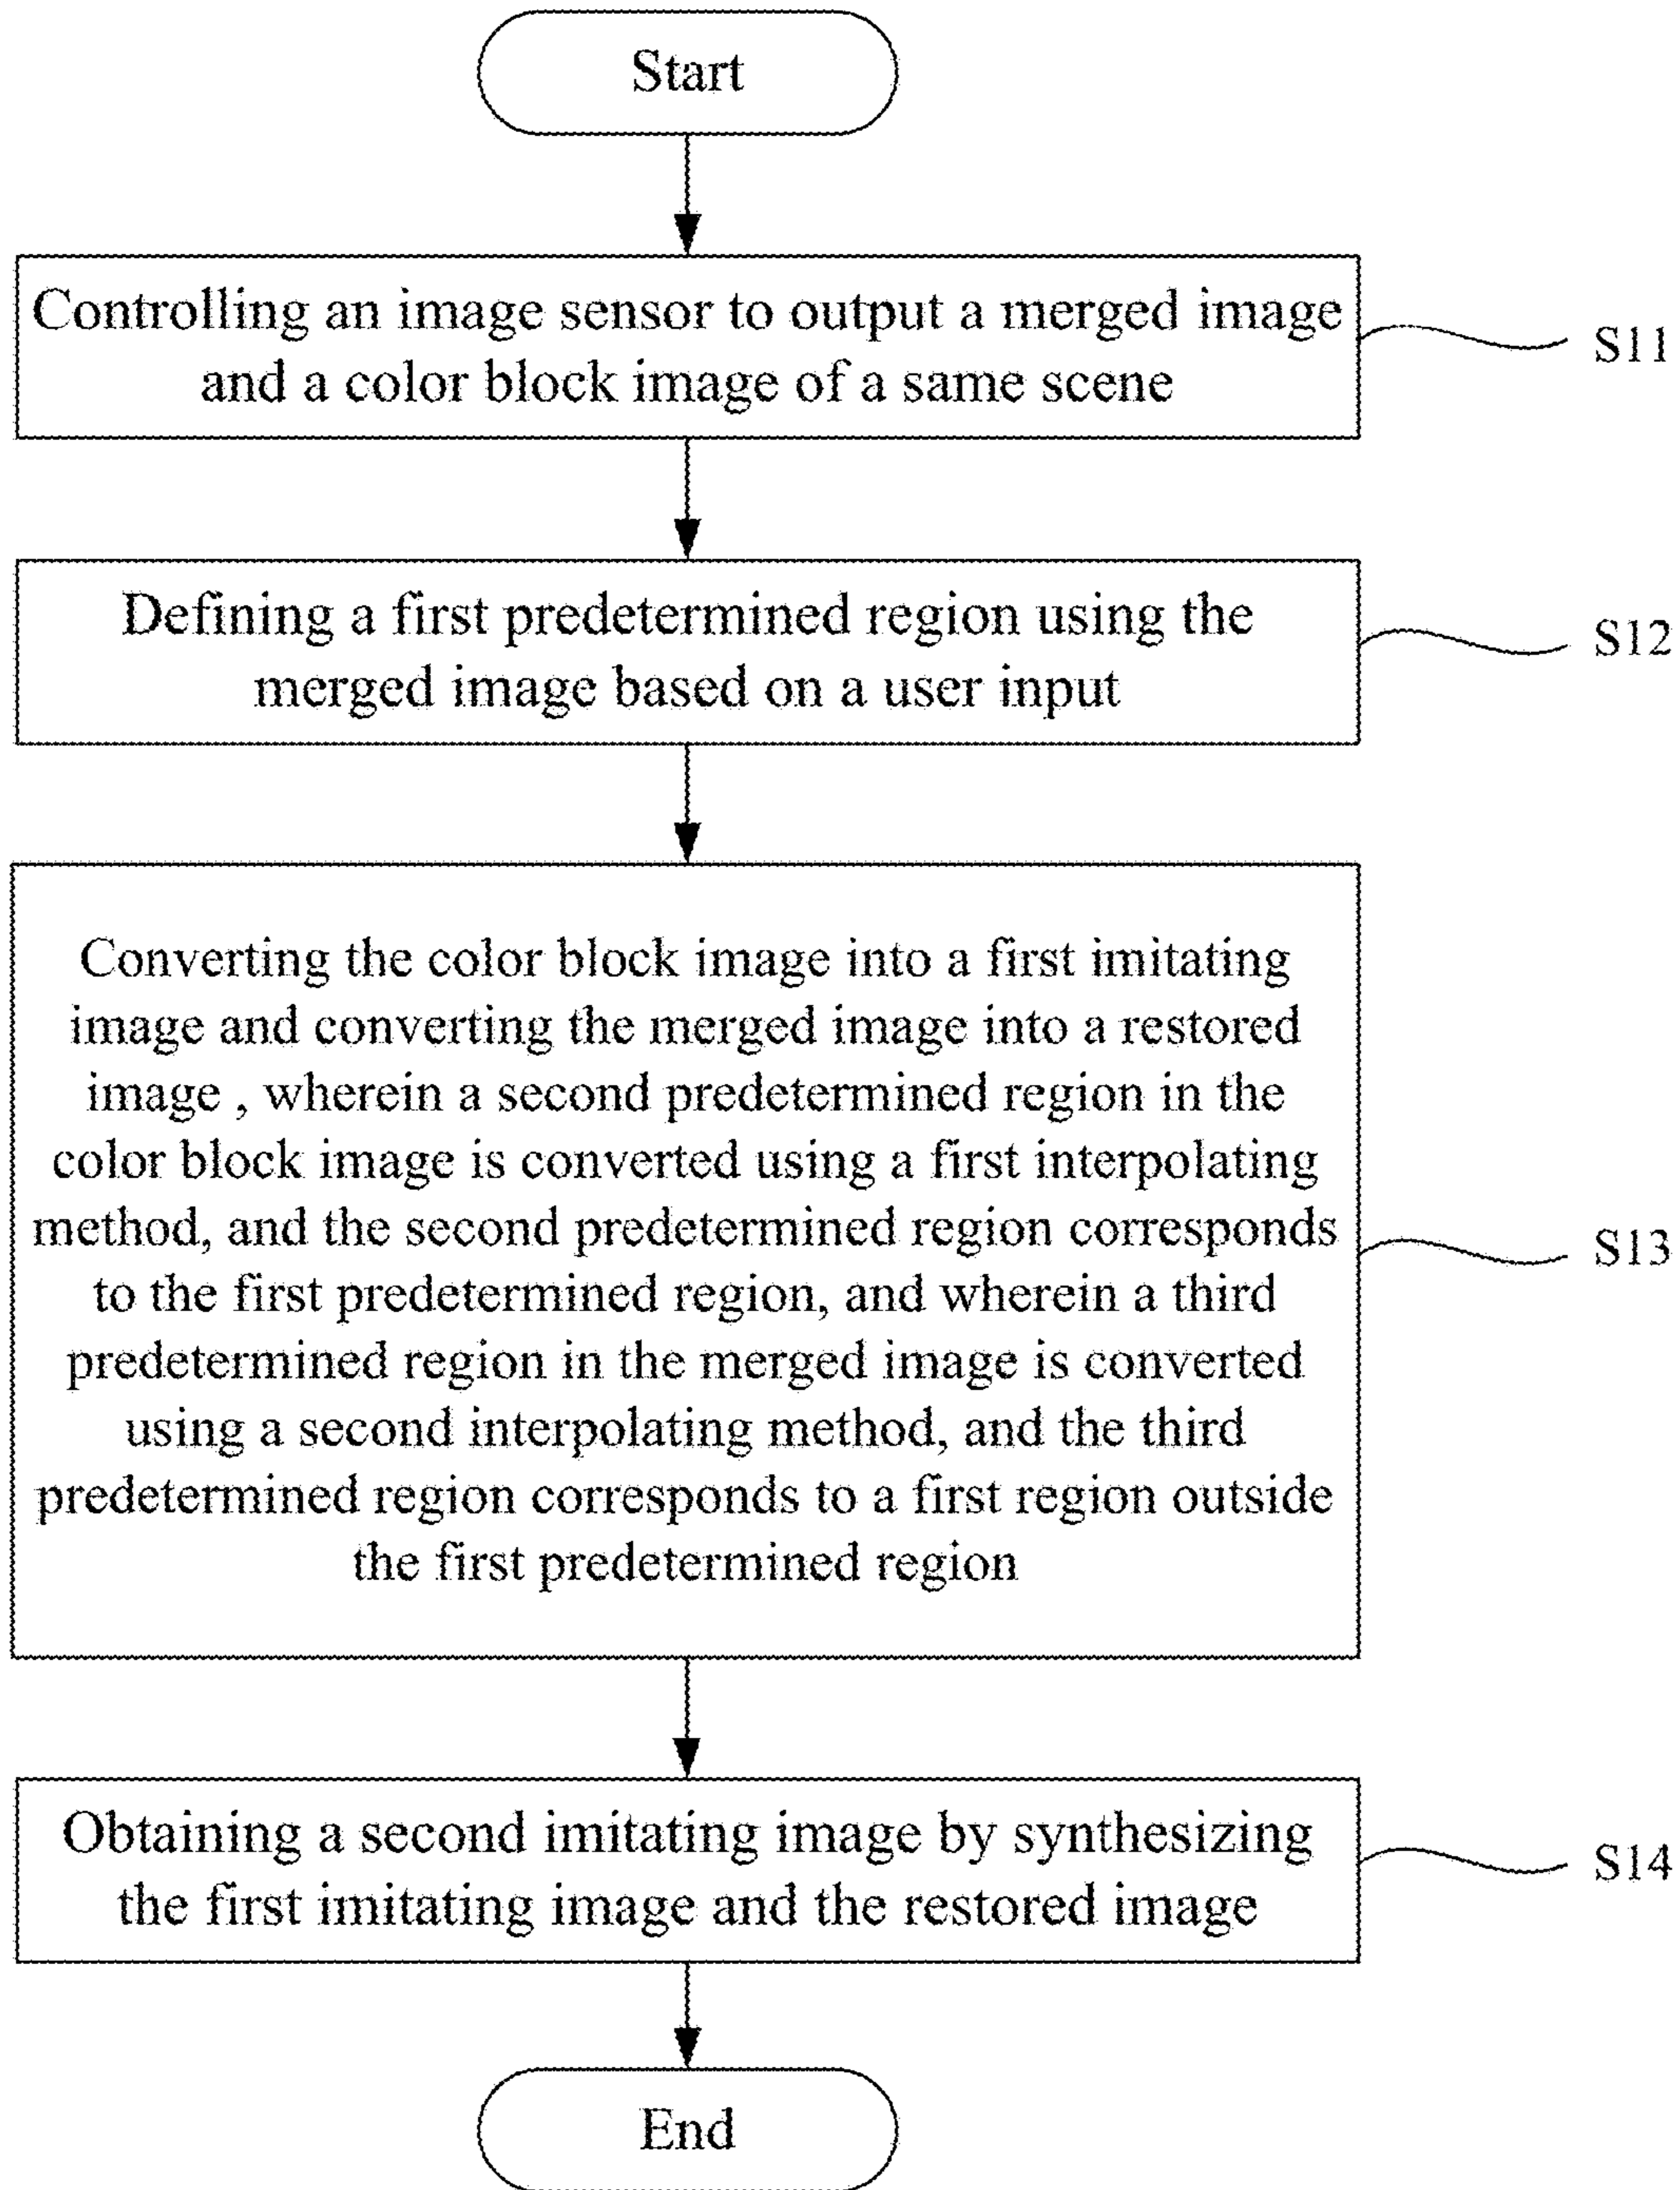 Start
Controlling an image sensor to output a merged image
and a color block image of a same scene
S11
Defining a first predetermined region using the
merged image based on a user input
S12
Converting the color block image into a first imitating
image and converting the merged image into a restored
image , wherein a second predetermined region in the
color block image is converted using a first interpolating
method, and the second predetermined region corresponds
to the first predetermined region, and wherein a third
predetermined region in the merged image is converted
using a second interpolating method, and the third
predetermined region corresponds to a first region outside
the first predetermined region
S13
Obtaining a second imitating image by synthesizing
the first imitating image and the restored image
S14
End